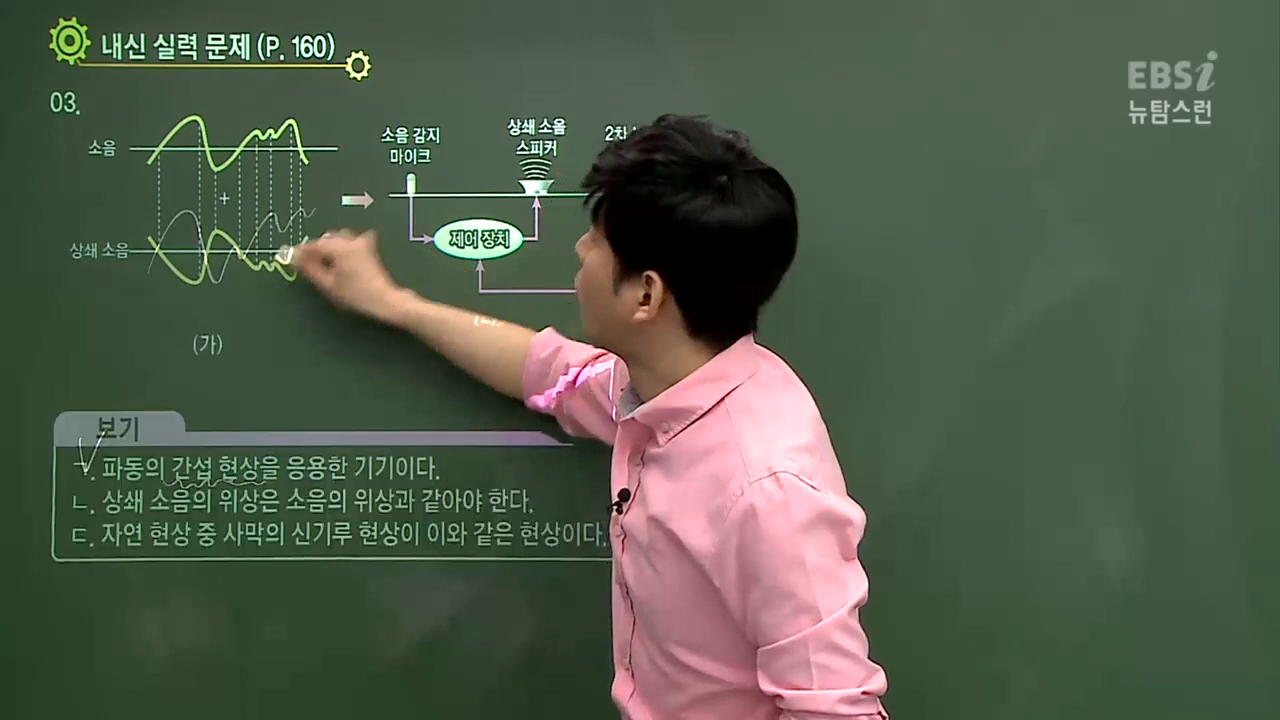 내신 실력 문제 (P. 160)
EBSi
뉴탐스런
03.
소음
+
상쇄 소음
(가)
소음 감지
마이크
상쇄 소음
스피커
2차
제어 장치
보기
ㄱ. 파동의 간섭 현상을 응용한 기기이다.
ㄴ. 상쇄 소음의 위상은 소음의 위상과 같아야 한다.
ㄷ. 자연 현상 중 사막의 신기루 현상이 이와 같은 현상이다.